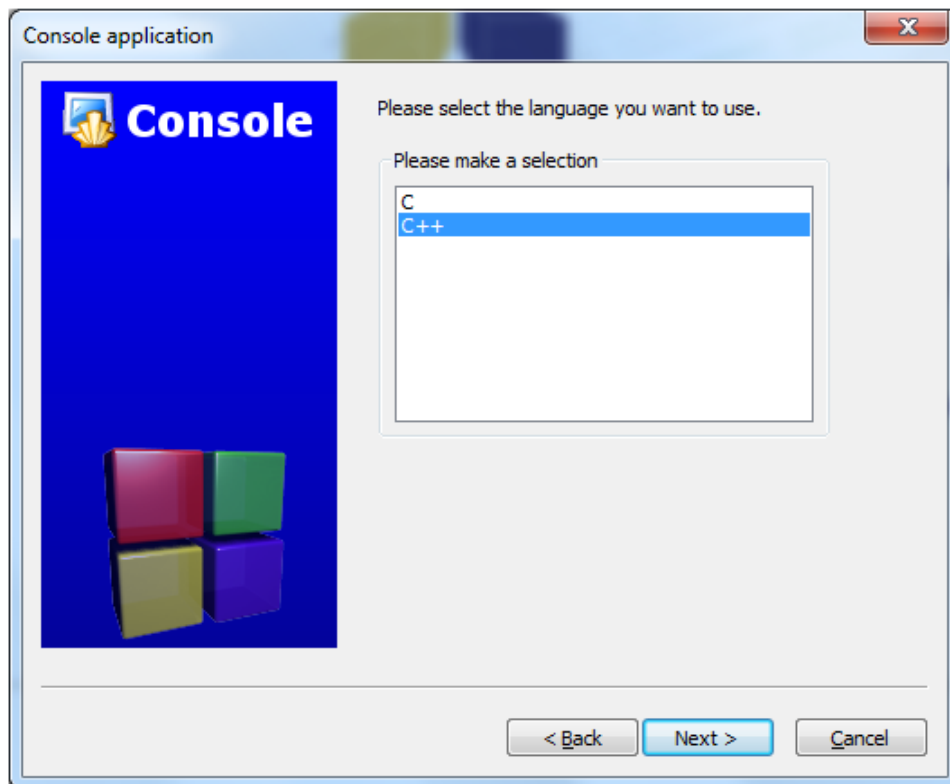 Console application
Console
Please select the language you want to use.
Please make a selection
C
C++
< Back
Next >
Cancel